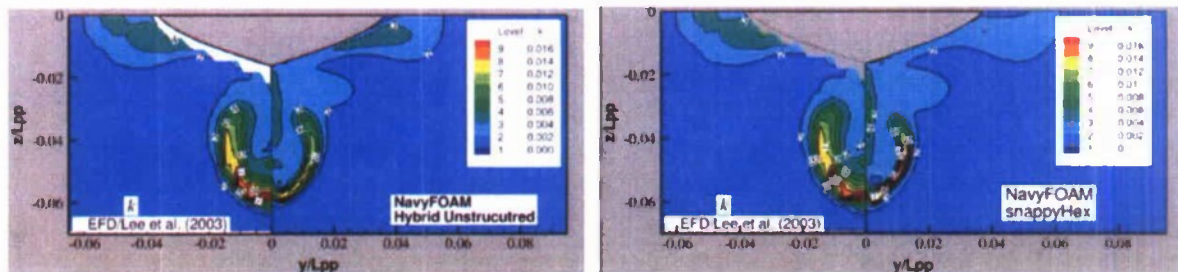 Level k
9 0.016
8 0.014
7 0.012
6 0.010
5 0.008
4 0.006
3 0.004
2 0.002
1 0.000
0
-0.02
-0.04
-0.06
z/Lpp
k
EFD/Lee et al. (2003)
NavyFOAM
Hybrid Unstrucutred
-0.06 -0.04 -0.02 0 0.02 0.04 0.06 0.08
y/Lpp
Level k
9 0.016
8 0.014
7 0.012
6 0.01
5 0.008
4 0.006
3 0.004
2 0.002
1 0
0
-0.02
-0.04
-0.06
z/Lpp
k
EFD/Lee et al. (2003)
NavyFOAM
snappyHex
-0.06 -0.04 -0.02 0 0.02 0.04 0.06 0.08
y/Lpp